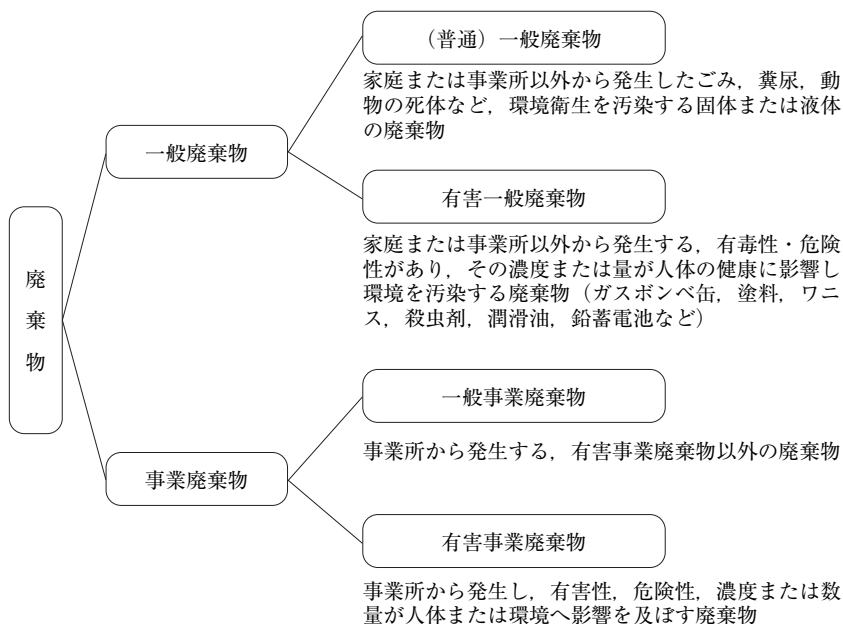 廃棄物
一般廃棄物
（普通）一般廃棄物
家庭または事業所以外から発生したごみ，糞尿，動
物の死体など，環境衛生を汚染する固体または液体
の廃棄物
有害一般廃棄物
家庭または事業所以外から発生する，有毒性・危険
性があり，その濃度または量が人体の健康に影響し
環境を汚染する廃棄物（ガスボンベ缶，塗料，ワニ
ス，殺虫剤，潤滑油，鉛蓄電池など）
事業廃棄物
一般事業廃棄物
事業所から発生する，有害事業廃棄物以外の廃棄物
有害事業廃棄物
事業所から発生し，有害性，危険性，濃度または数
量が人体または環境へ影響を及ぼす廃棄物